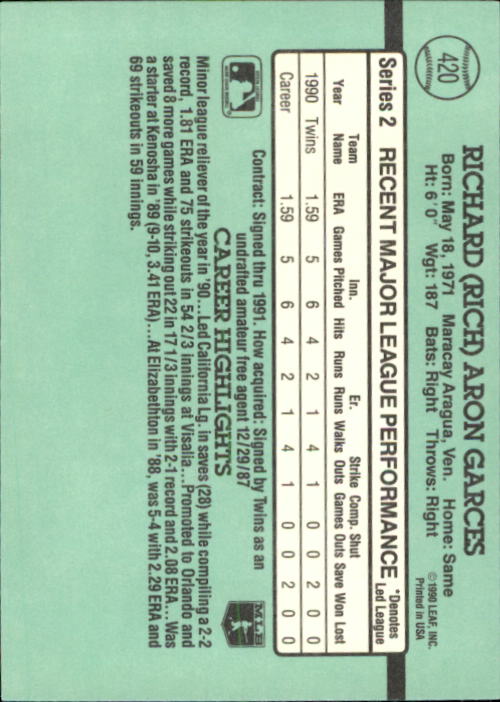 420
RICHARD (RICH) ARON GARCES
Born: May 18, 1971 Maracay Aragua, Ven. Home: Same
Ht: 6'0" Wgt: 187 Bats: Right Throws: Right
©1990 LEAF, INC.
Printed in USA
Series 2 RECENT MAJOR LEAGUE PERFORMANCE *Denotes Led League
Year Team Name ERA Games Inn. Pitched Hits Runs Er. Runs Walks Strike Outs Comp. Games Shut Outs Save Won Lost
1990 Twins 1.59 5 6 4 2 1 4 1 0 0 2 0 0
Career 1.59 5 6 4 2 1 4 1 0 0 2 0 0
Contract: Signed thru 1991. How acquired: Signed by Twins as an
undrafted amateur free agent 12/29/87
CAREER HIGHLIGHTS
MLB
Minor league reliever of the year in '90...Led California Lg. in saves (28) while compiling a 2-2
record, 1.81 ERA and 75 strikeouts in 54 2/3 innings at Visalia...Promoted to Orlando and
saved 8 more games while striking out 22 in 17 1/3 innings with 2-1 record and 2.08 ERA...Was
a starter at Kenosha in '89 (9-10, 3.41 ERA)...At Elizabethton in '88, was 5-4 with 2.29 ERA and
69 strikeouts in 59 innings.